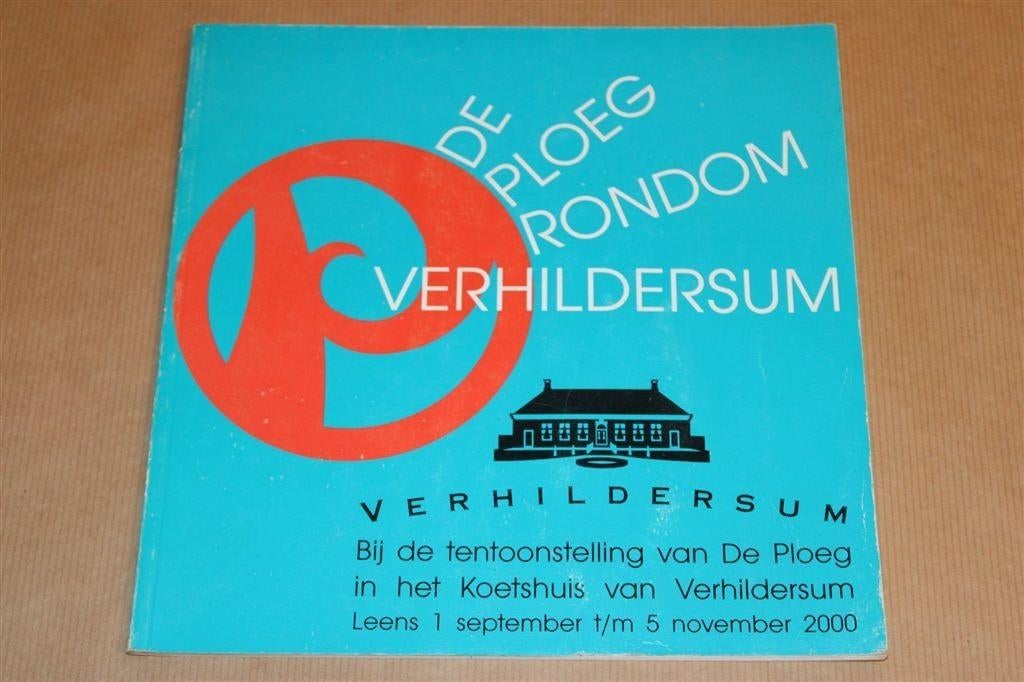 DE
PLOEG
RONDOM
VERHILDERSUM
VERHILDERSUM
Bij de tentoonstelling van De Ploeg
in het Koetshuis van Verhildersum
Leens 1 september t/m 5 november 2000